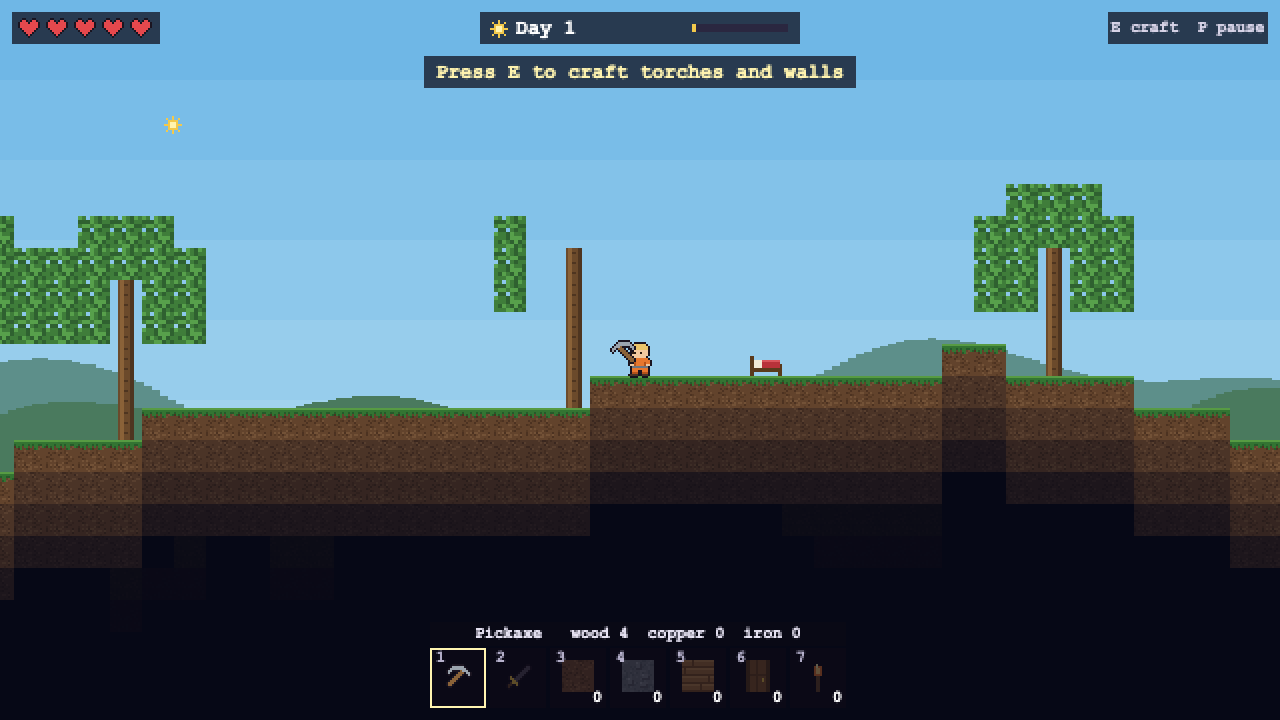 Day 1
E craft  P pause
Press E to craft torches and walls
Pickaxe  wood 4  copper 0  iron 0
1 2 3 4 5 6 7
0 0 0 0 0